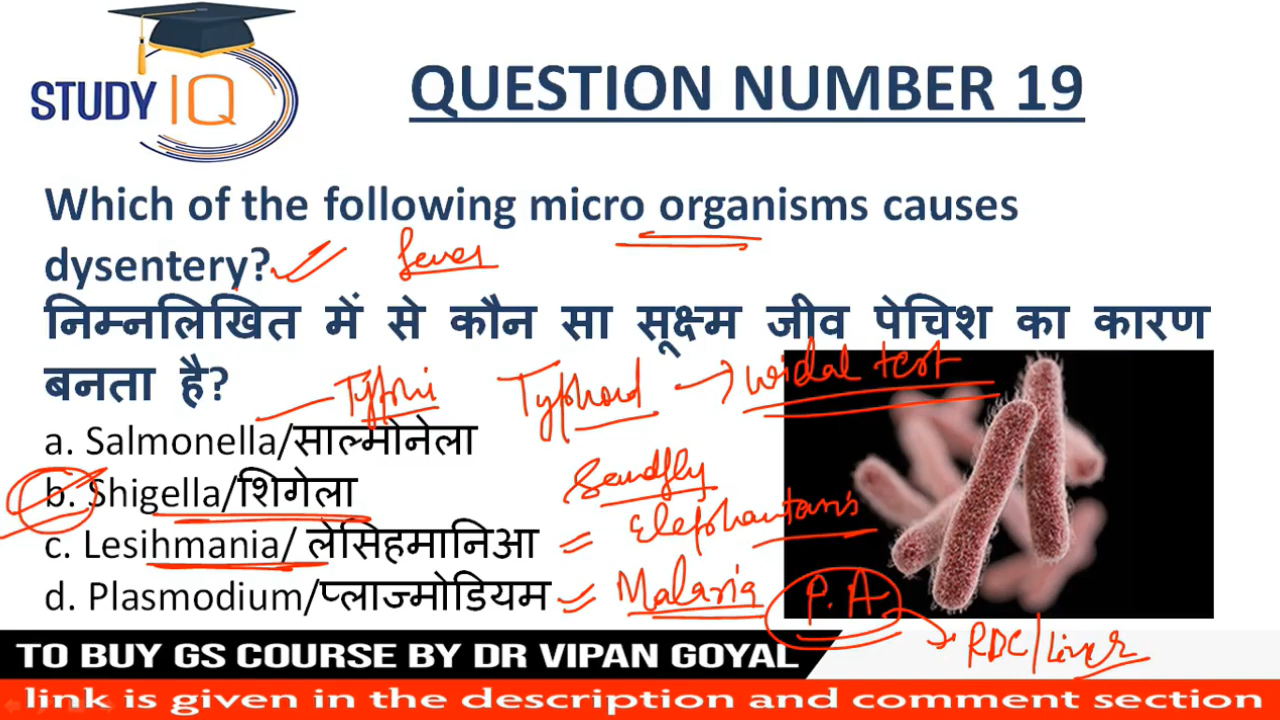 STUDY IQ
QUESTION NUMBER 19
Which of the following micro organisms causes
dysentery?
fever
निम्नलिखित में से कौन सा सूक्ष्म जीव पेचिश का कारण
बनता है?
Typhi Typhoid widal test
a. Salmonella/साल्मोनेला
b. Shigella/शिगेला
Sandfly
Elephantasis
c. Lesihmania/ लेसिहमानिआ
d. Plasmodium/प्लाज्मोडियम
Malaria P. A
RBC/Liver
TO BUY GS COURSE BY DR VIPAN GOYAL
link is given in the description and comment section